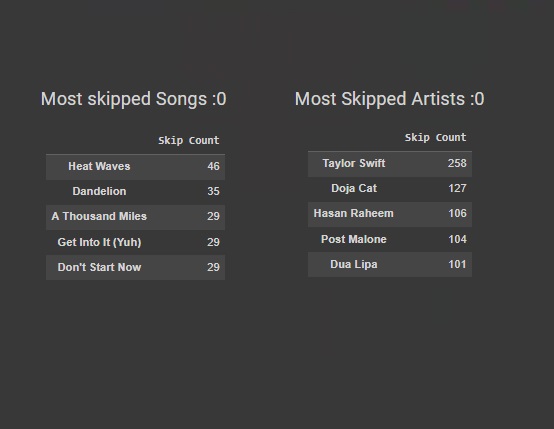 Most skipped Songs :0
Skip Count
Heat Waves 46
Dandelion 35
A Thousand Miles 29
Get Into It (Yuh) 29
Don't Start Now 29
Most Skipped Artists :0
Skip Count
Taylor Swift 258
Doja Cat 127
Hasan Raheem 106
Post Malone 104
Dua Lipa 101